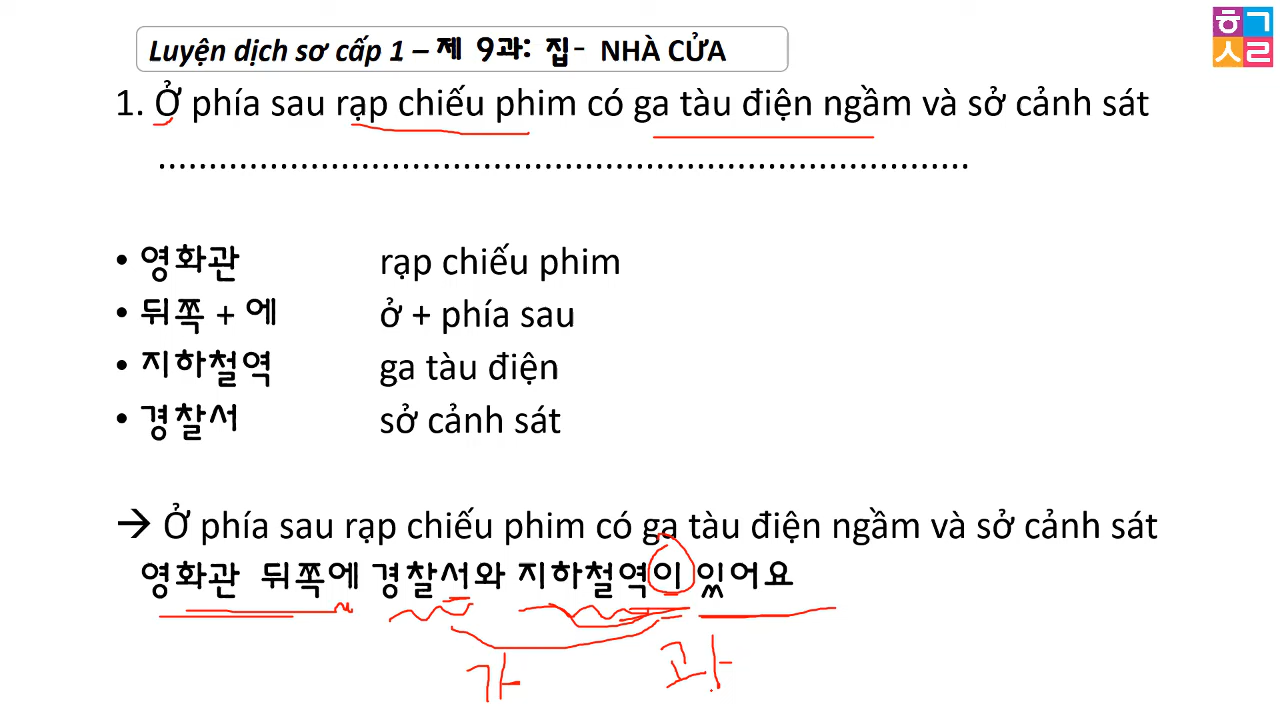 Luyện dịch sơ cấp 1 – 제 9과: 집- NHÀ CỬA
ㅎㄱ
ㅅㄹ
1. Ở phía sau rạp chiếu phim có ga tàu điện ngầm và sở cảnh sát
................................................................................
• 영화관 rạp chiếu phim
• 뒤쪽 + 에 ở + phía sau
• 지하철역 ga tàu điện
• 경찰서 sở cảnh sát
→ Ở phía sau rạp chiếu phim có ga tàu điện ngầm và sở cảnh sát
영화관 뒤쪽에 경찰서와 지하철역이 있어요
가 과